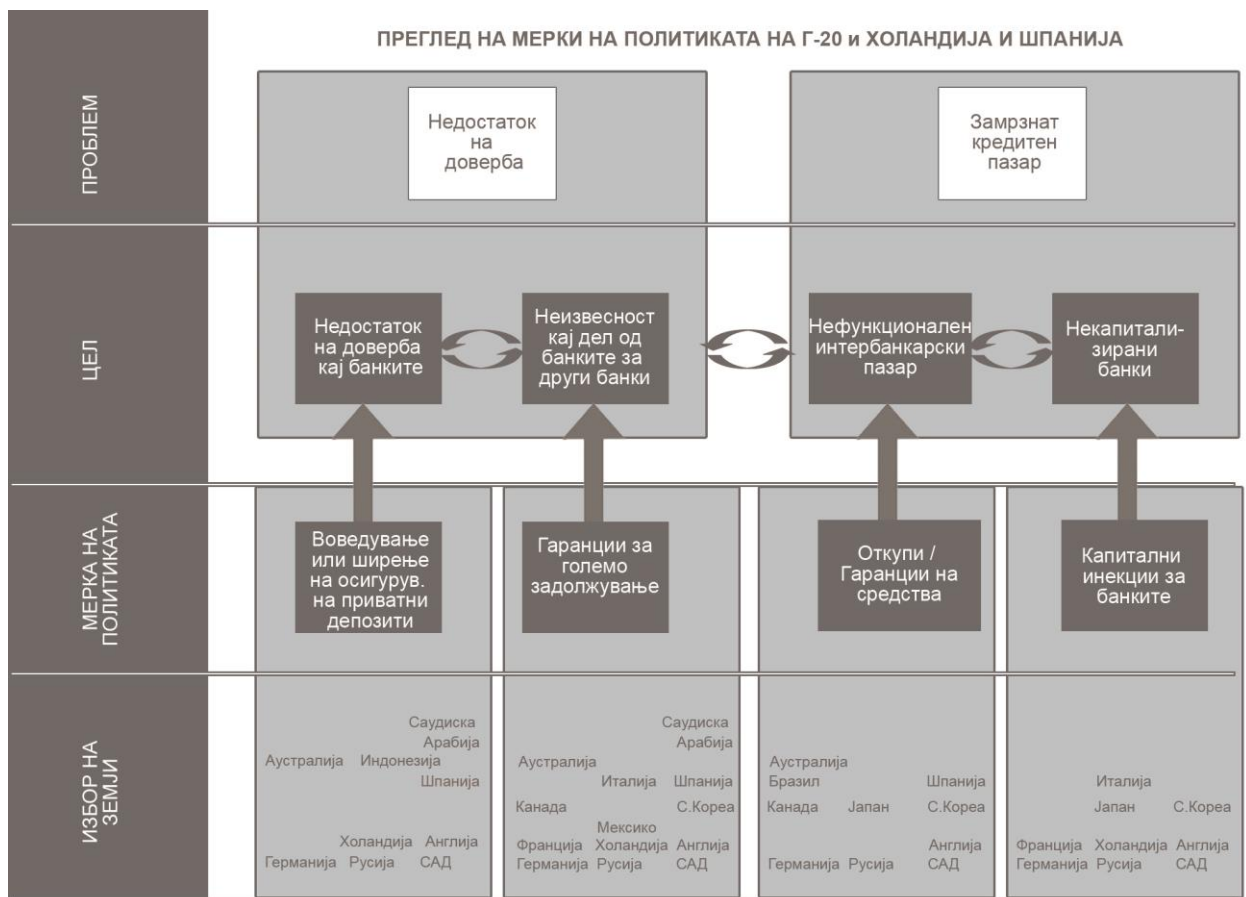 ПРЕГЛЕД НА МЕРКИ НА ПОЛИТИКАТА НА Г-20 и ХОЛАНДИЈА И ШПАНИЈА
ПРОБЛЕМ
Недостаток
на
доверба
Замрзнат
кредитен
пазар
ЦЕЛ
Недостаток
на доверба
кај банките
Неизвесност
кај дел од
банките за
други банки
Нефункционален
интербанкарски
пазар
Некапитали-
зирани
банки
МЕРКА НА
ПОЛИТИКАТА
Воведување
или ширење
на осигурув.
на приватни
депозити
Гаранции за
големо
задолжување
Откупи /
Гаранции на
средства
Капитални
инекции за
банките
ИЗБОР НА
ЗЕМЈИ
Саудиска
Арабија
Аустралија Индонезија
Шпанија
Холандија Англија
Германија Русија САД
Саудиска
Арабија
Аустралија
Италија Шпанија
Канада С.Кореа
Мексико
Франција Холандија Англија
Германија Русија САД
Аустралија
Бразил Шпанија
Канада Јапан С.Кореа
Англија
Германија Русија САД
Италија
Јапан С.Кореа
Франција Холандија Англија
Германија Русија САД